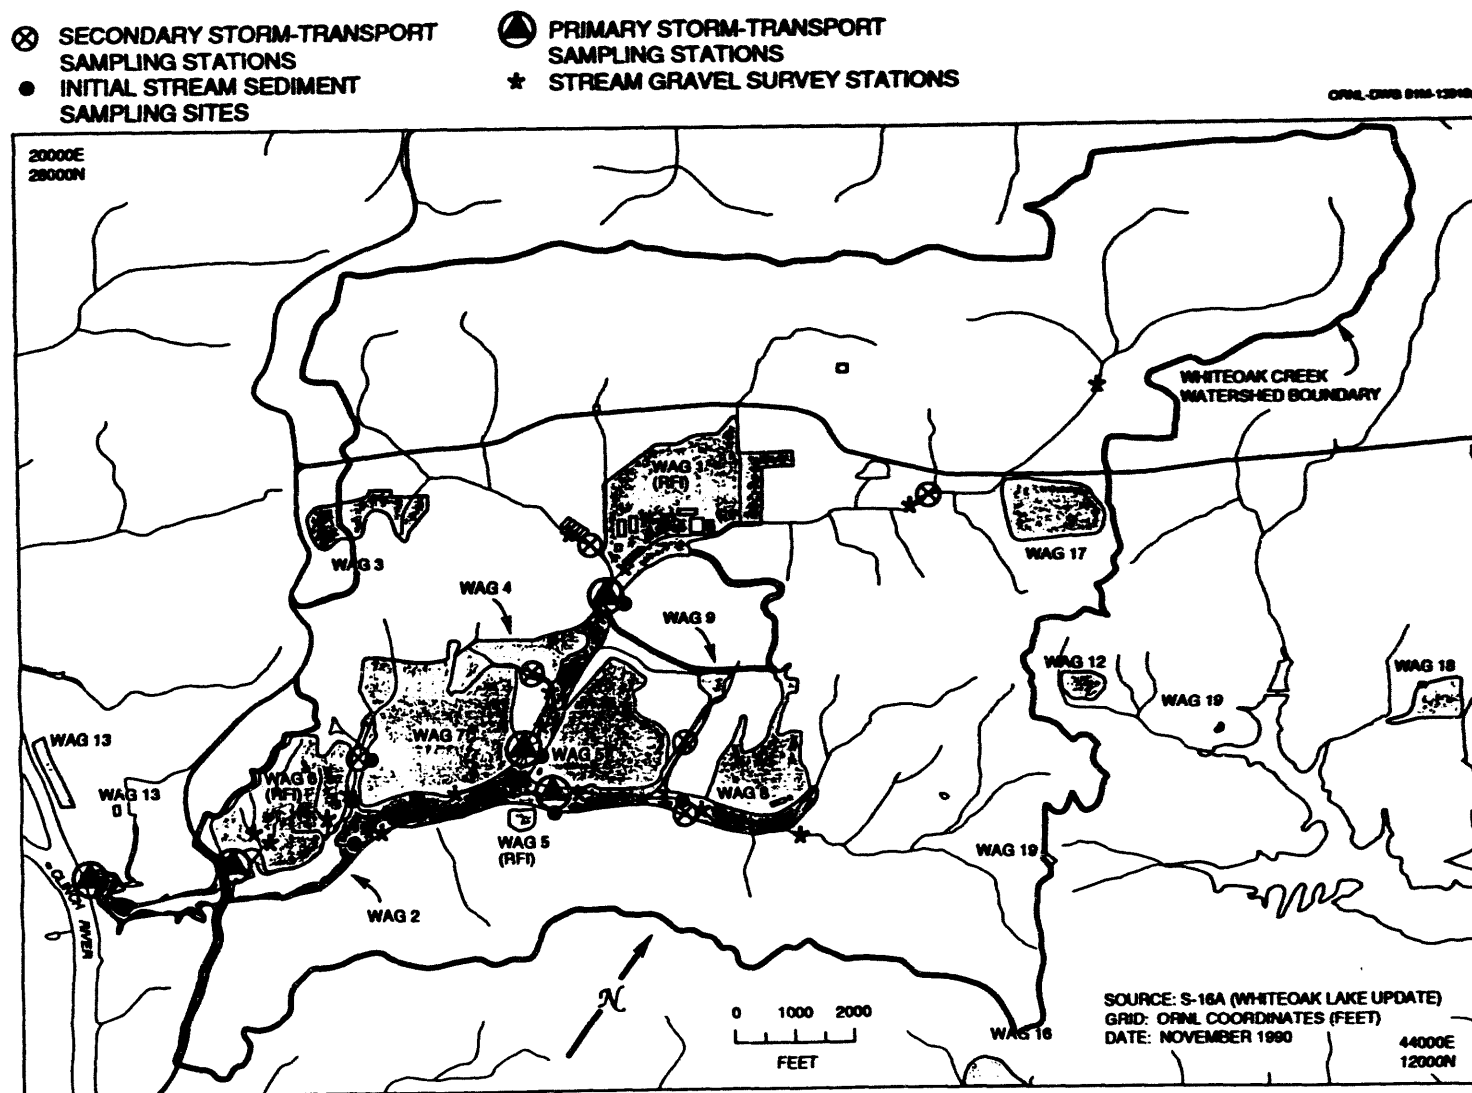 SECONDARY STORM-TRANSPORT
SAMPLING STATIONS
INITIAL STREAM SEDIMENT
SAMPLING SITES
PRIMARY STORM-TRANSPORT
SAMPLING STATIONS
STREAM GRAVEL SURVEY STATIONS
20000E
28000N
WHITEOAK CREEK
WATERSHED BOUNDARY
WAG 1
(RFI)
WAG 3
WAG 17
WAG 4
WAG 9
WAG 12
WAG 18
WAG 19
WAG 13
WAG 7
WAG 5
WAG 6
(RFI)
WAG 13
WAG 8
WAG 5
(RFI)
WAG 19
CLINCH RIVER
WAG 2
N
0 1000 2000
FEET
WAG 16
SOURCE: S-16A (WHITEOAK LAKE UPDATE)
GRID: ORNL COORDINATES (FEET)
DATE: NOVEMBER 1990
44000E
12000N